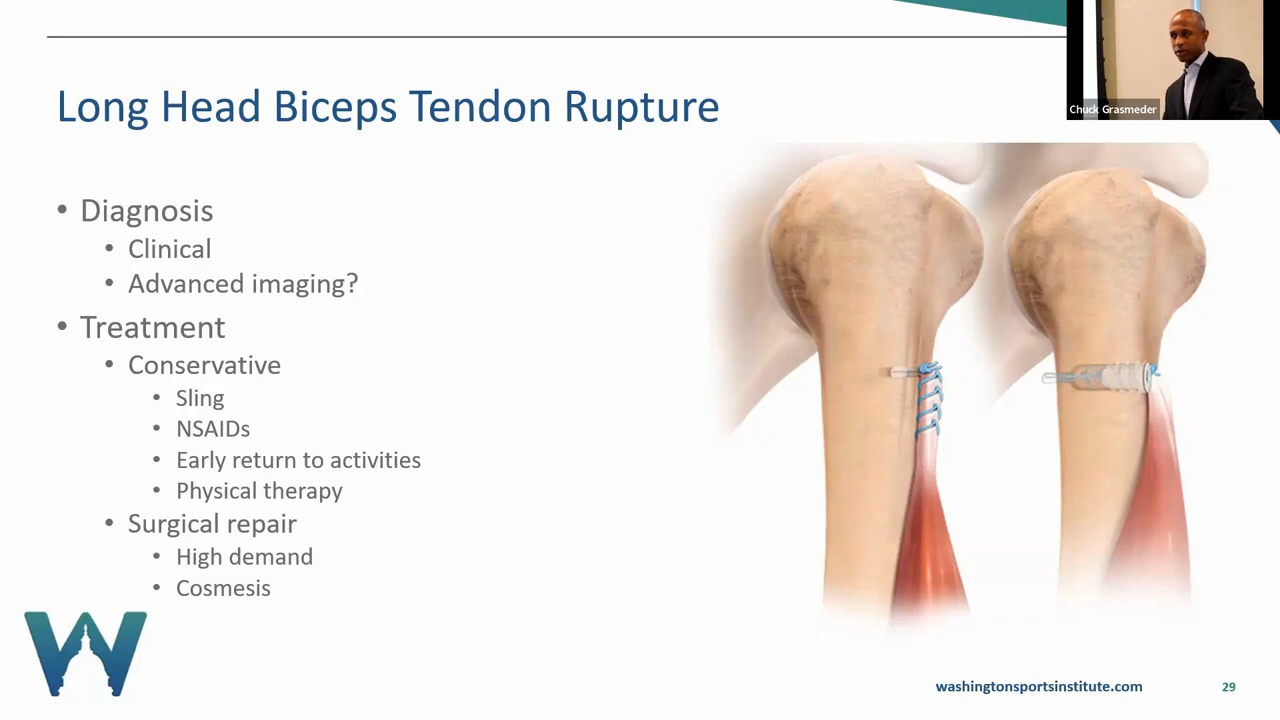 Chuck Grasmeder
Long Head Biceps Tendon Rupture
• Diagnosis
• Clinical
• Advanced imaging?
• Treatment
• Conservative
• Sling
• NSAIDs
• Early return to activities
• Physical therapy
• Surgical repair
• High demand
• Cosmesis
W
washingtonsportsinstitute.com
29